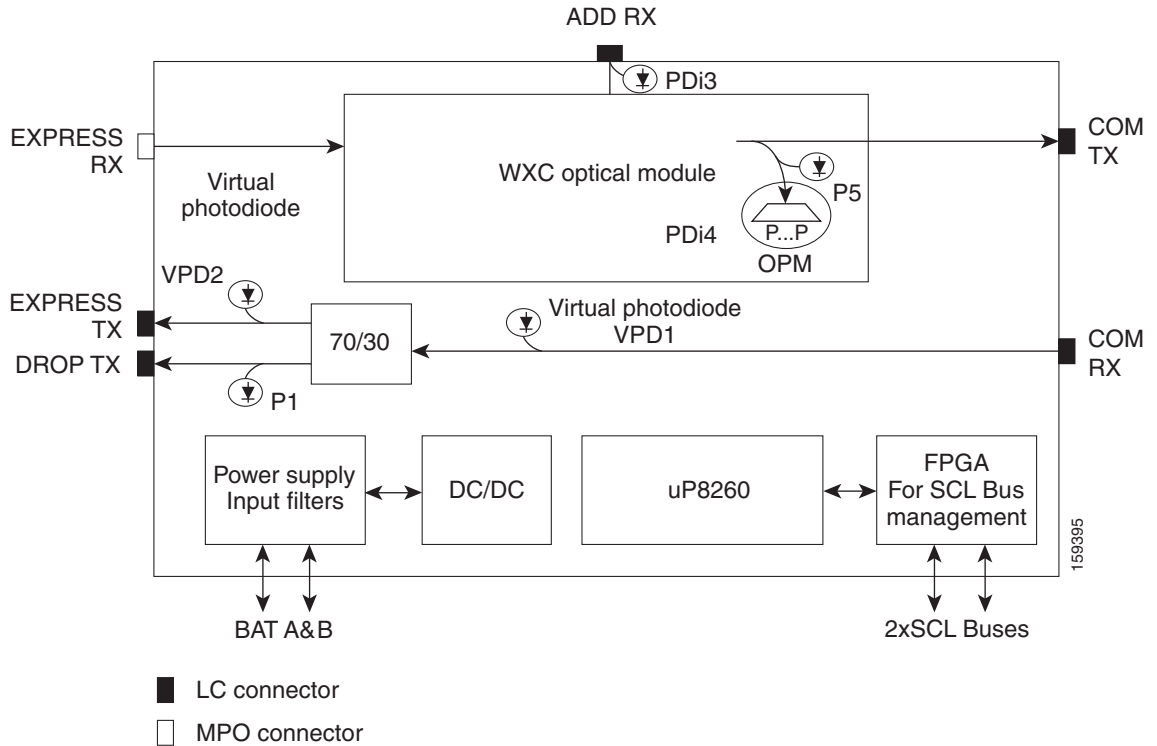 ADD RX
PDi3
EXPRESS
RX
COM
TX
Virtual
photodiode
WXC optical module
P5
PDi4
P...P
OPM
VPD2
EXPRESS
TX
DROP TX
70/30
Virtual photodiode
VPD1
COM
RX
P1
Power supply
Input filters
DC/DC
uP8260
FPGA
For SCL Bus
management
159395
BAT A&B
2xSCL Buses
LC connector
MPO connector